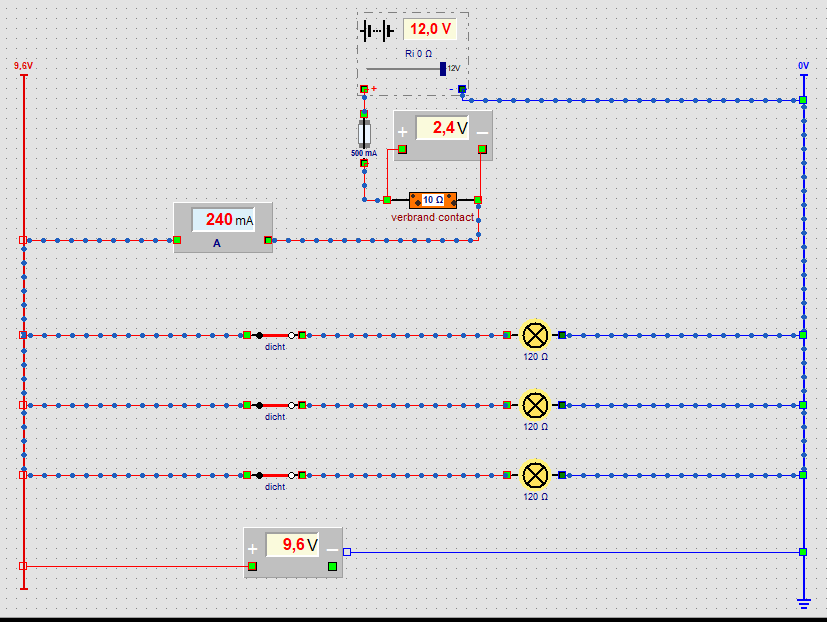 12,0 V
Ri 0 Ω
12V
+ -
9,6V
0V
+ 2,4 V –
500 mA
10 Ω
verbrand contact
240 mA
A
dicht
120 Ω
dicht
120 Ω
dicht
120 Ω
+ 9,6 V –